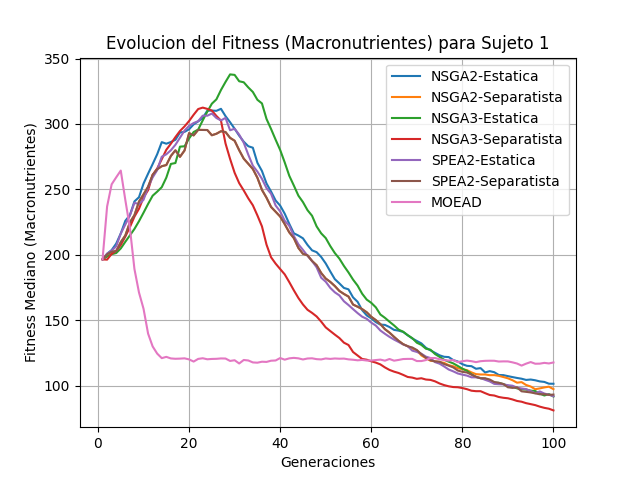 Evolucion del Fitness (Macronutrientes) para Sujeto 1
Fitness Mediano (Macronutrientes)
350
300
250
200
150
100
NSGA2-Estatica
NSGA2-Separatista
NSGA3-Estatica
NSGA3-Separatista
SPEA2-Estatica
SPEA2-Separatista
MOEAD
0 20 40 60 80 100
Generaciones